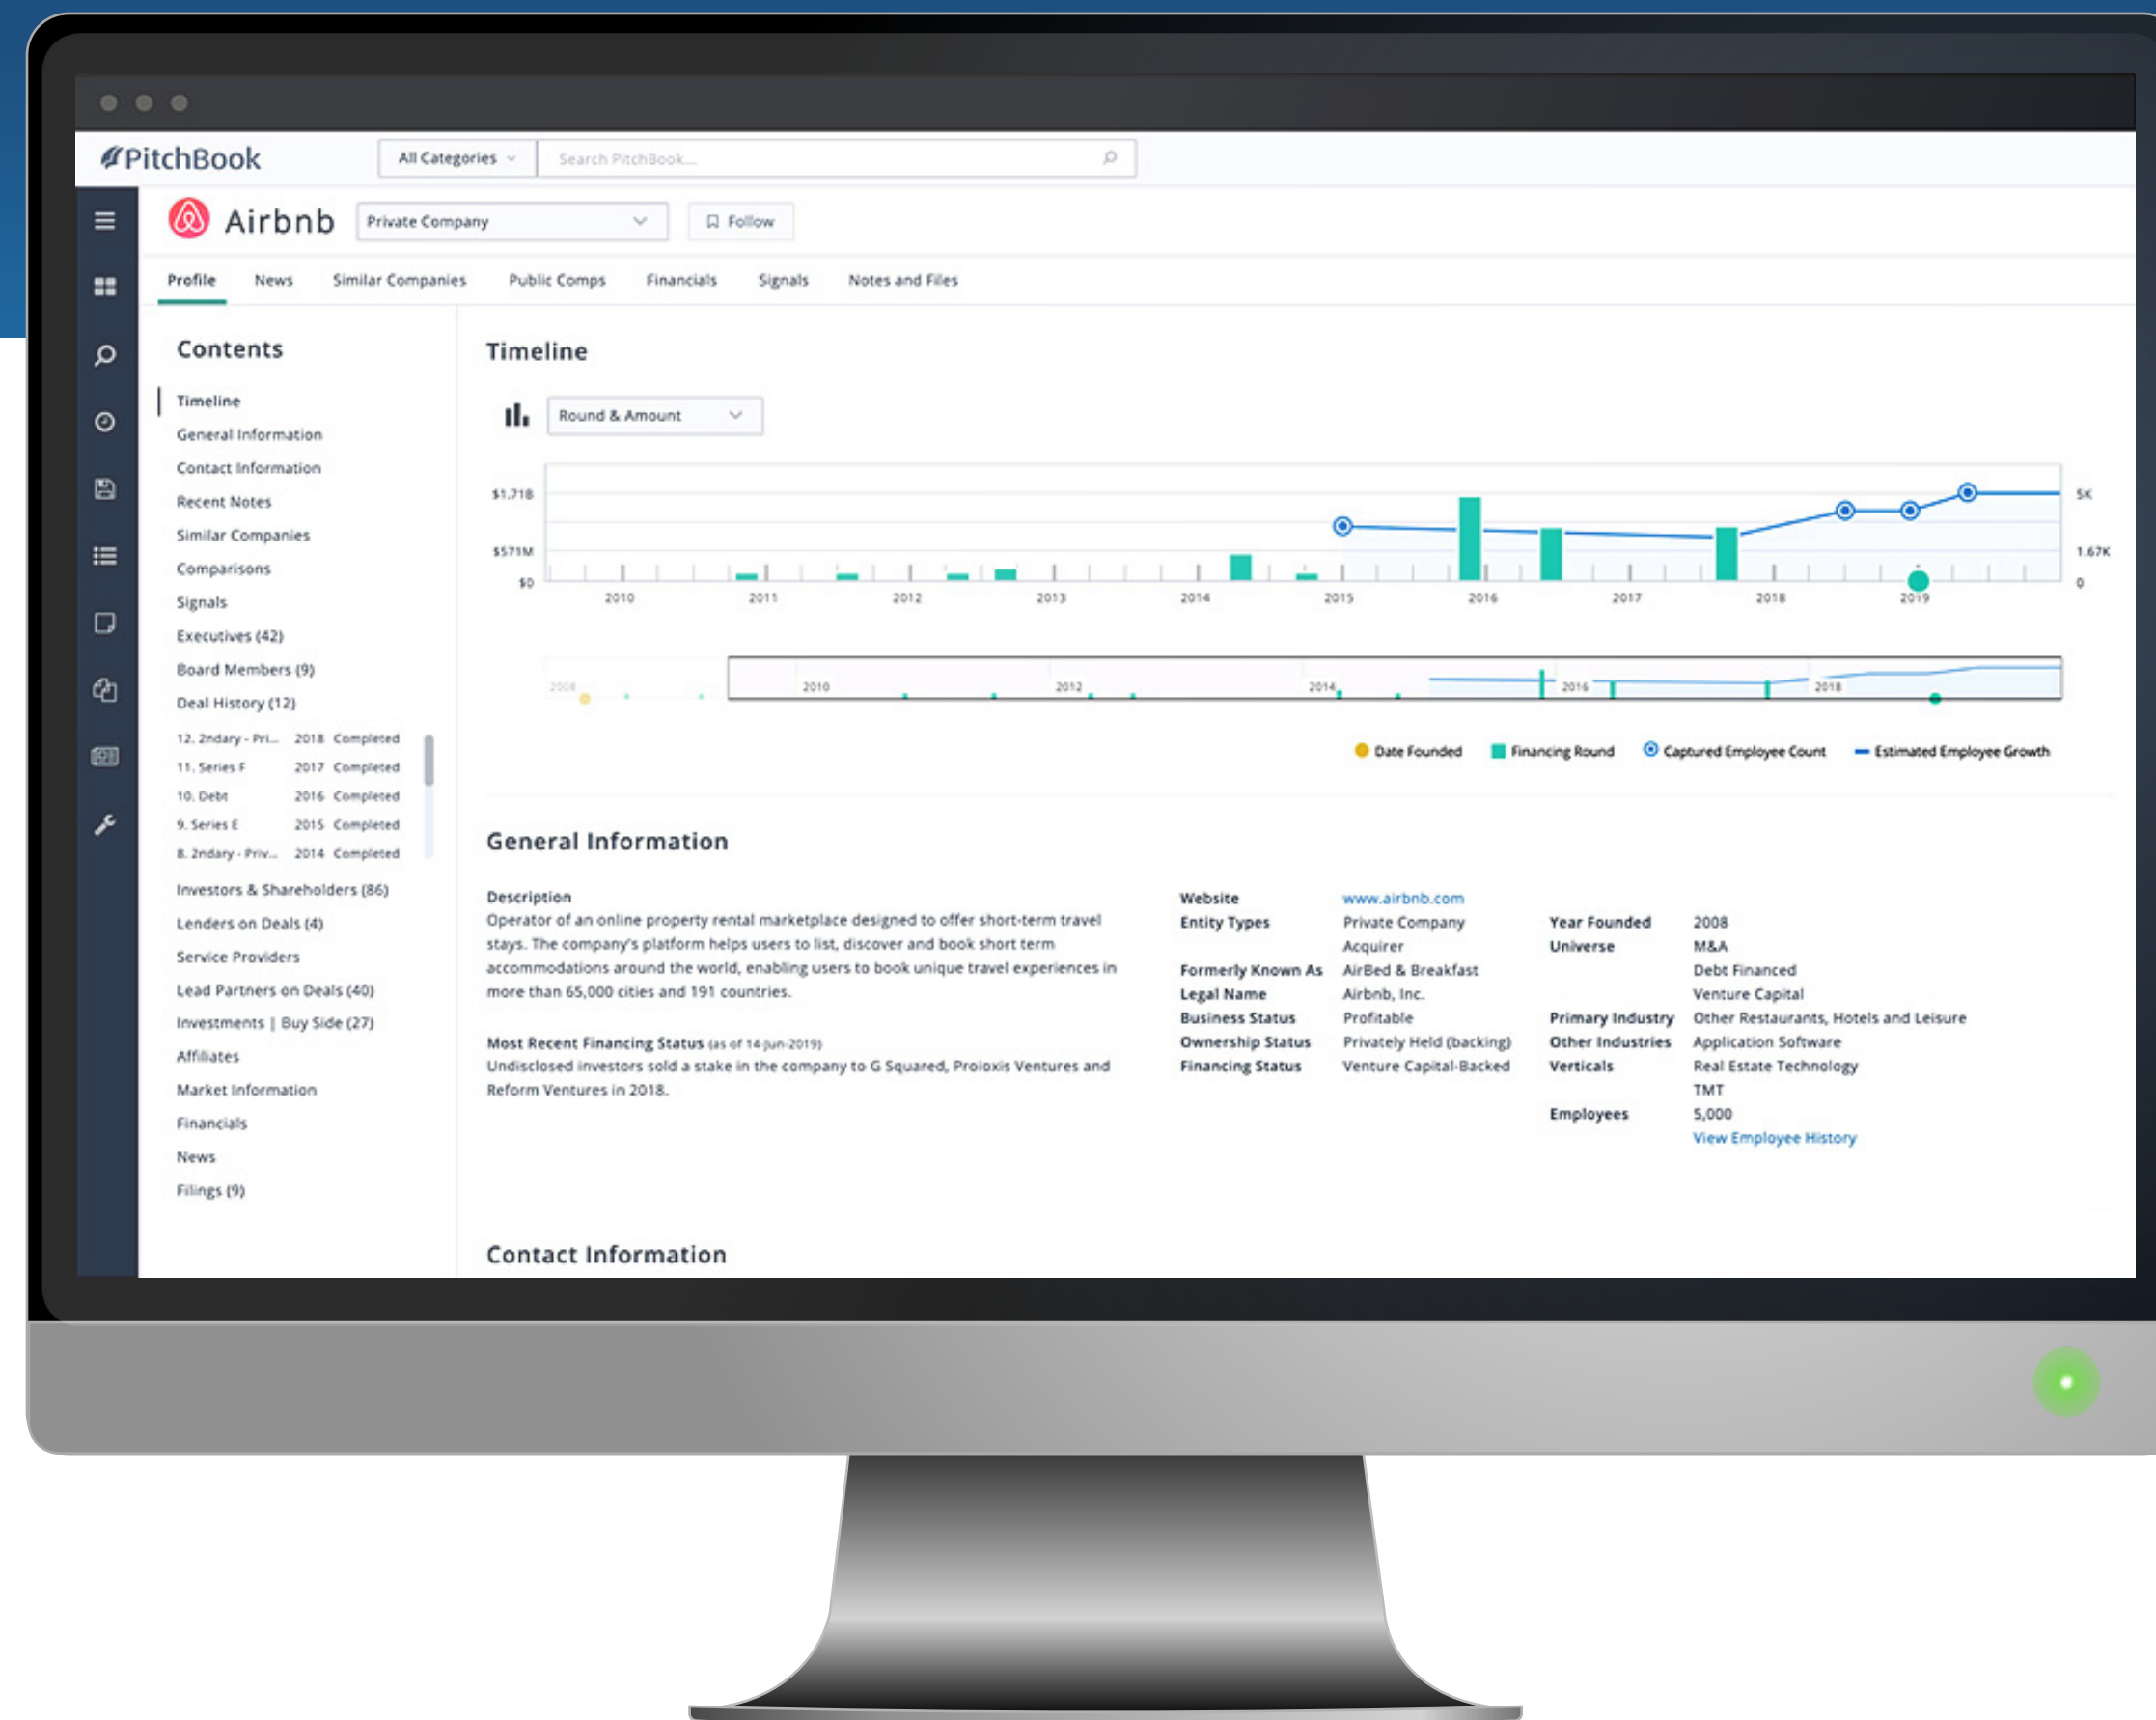 PitchBook
All Categories
Search PitchBook...
Airbnb
Private Company
Follow
Profile News Similar Companies Public Comps Financials Signals Notes and Files
Contents
Timeline
General Information
Contact Information
Recent Notes
Similar Companies
Comparisons
Signals
Executives (42)
Board Members (9)
Deal History (12)
12. 2ndary - Pri... 2018 Completed
11. Series F 2017 Completed
10. Debt 2016 Completed
9. Series E 2015 Completed
8. 2ndary - Priv... 2014 Completed
Investors & Shareholders (86)
Lenders on Deals (4)
Service Providers
Lead Partners on Deals (40)
Investments | Buy Side (27)
Affiliates
Market Information
Financials
News
Filings (9)
Timeline
Round & Amount
$1.71B
$571M
$0
5K
1.67K
0
2010 2011 2012 2013 2014 2015 2016 2017 2018 2019
2008 2010 2012 2014 2016 2018
Date Founded Financing Round Captured Employee Count Estimated Employee Growth
General Information
Description
Operator of an online property rental marketplace designed to offer short-term travel
stays. The company's platform helps users to list, discover and book short term
accommodations around the world, enabling users to book unique travel experiences in
more than 65,000 cities and 191 countries.
Most Recent Financing Status (as of 14-Jun-2019)
Undisclosed investors sold a stake in the company to G Squared, Proioxis Ventures and
Reform Ventures in 2018.
Website www.airbnb.com
Entity Types Private Company
Acquirer
Formerly Known As AirBed & Breakfast
Legal Name Airbnb, Inc.
Business Status Profitable
Ownership Status Privately Held (backing)
Financing Status Venture Capital-Backed
Year Founded 2008
Universe M&A
Debt Financed
Venture Capital
Primary Industry Other Restaurants, Hotels and Leisure
Other Industries Application Software
Verticals Real Estate Technology
TMT
Employees 5,000
View Employee History
Contact Information